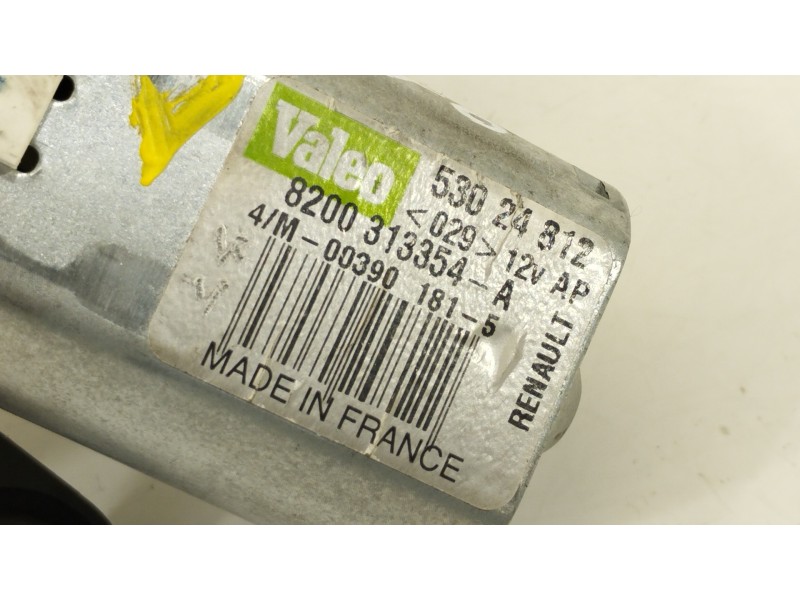 Valeo
530 24 812
<029> 12V AP
8200 313354-A
4/M-00390 181-5
MADE IN FRANCE
RENAULT